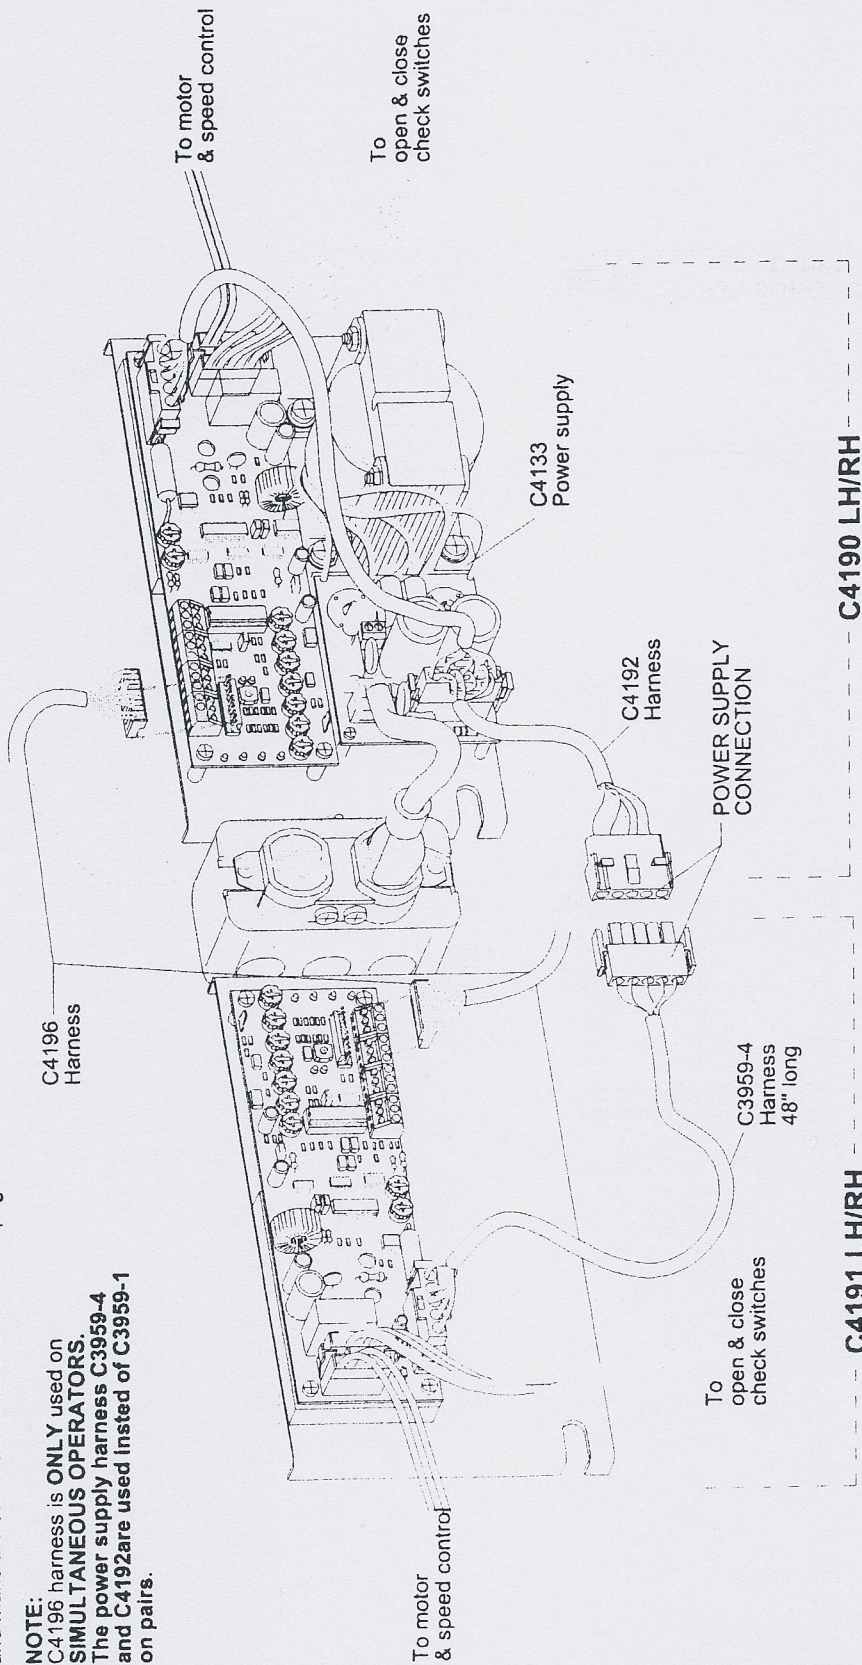 NOTE:
C4196 harness is ONLY used on
SIMULTANEOUS OPERATORS.
The power supply harness C3959-4
and C4192are used insted of C3959-1
on pairs.
C4196
Harness
To motor
& speed control
To
open & close
check switches
C4133
Power supply
C4192
Harness
POWER SUPPLY
CONNECTION
C4190 LH/RH
To motor
& speed control
To
open & close
check switches
C3959-4
Harness
48" long
C4191 LH/RH